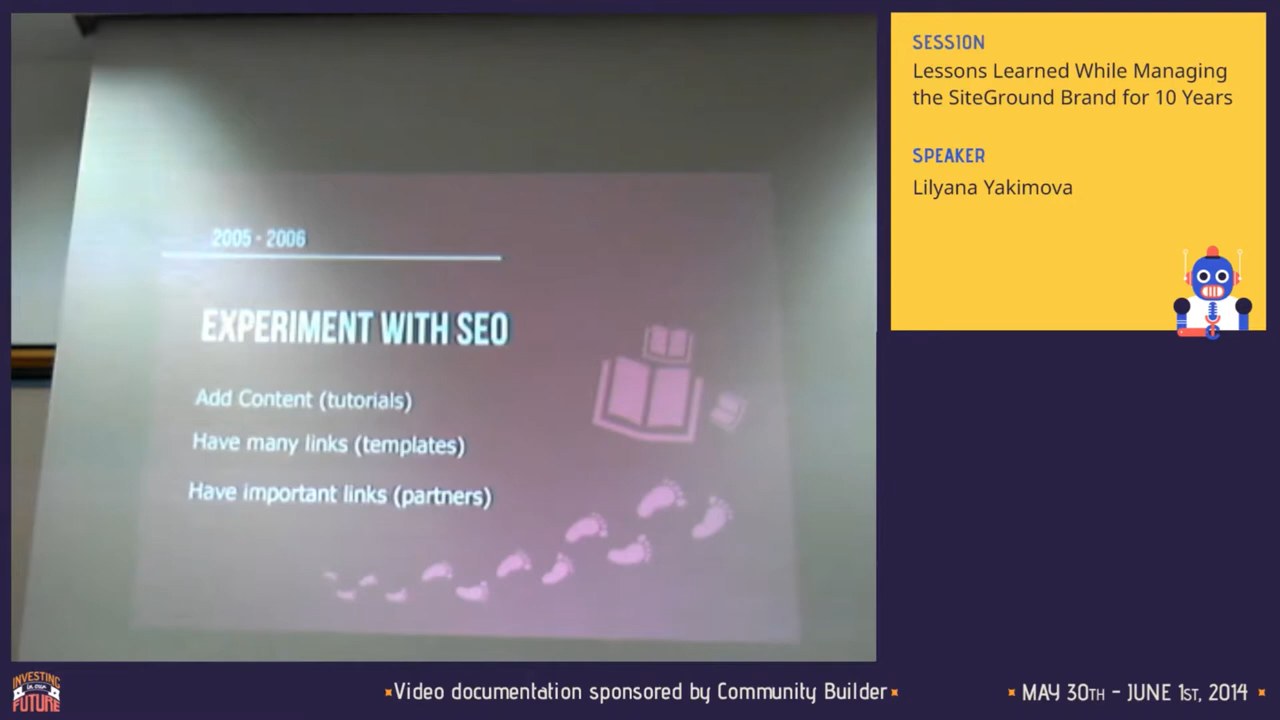 2005 - 2006
EXPERIMENT WITH SEO
Add Content (tutorials)
Have many links (templates)
Have important links (partners)
SESSION
Lessons Learned While Managing
the SiteGround Brand for 10 Years
SPEAKER
Lilyana Yakimova
INVESTING
in our
FUTURE
Video documentation sponsored by Community Builder
MAY 30TH - JUNE 1ST, 2014